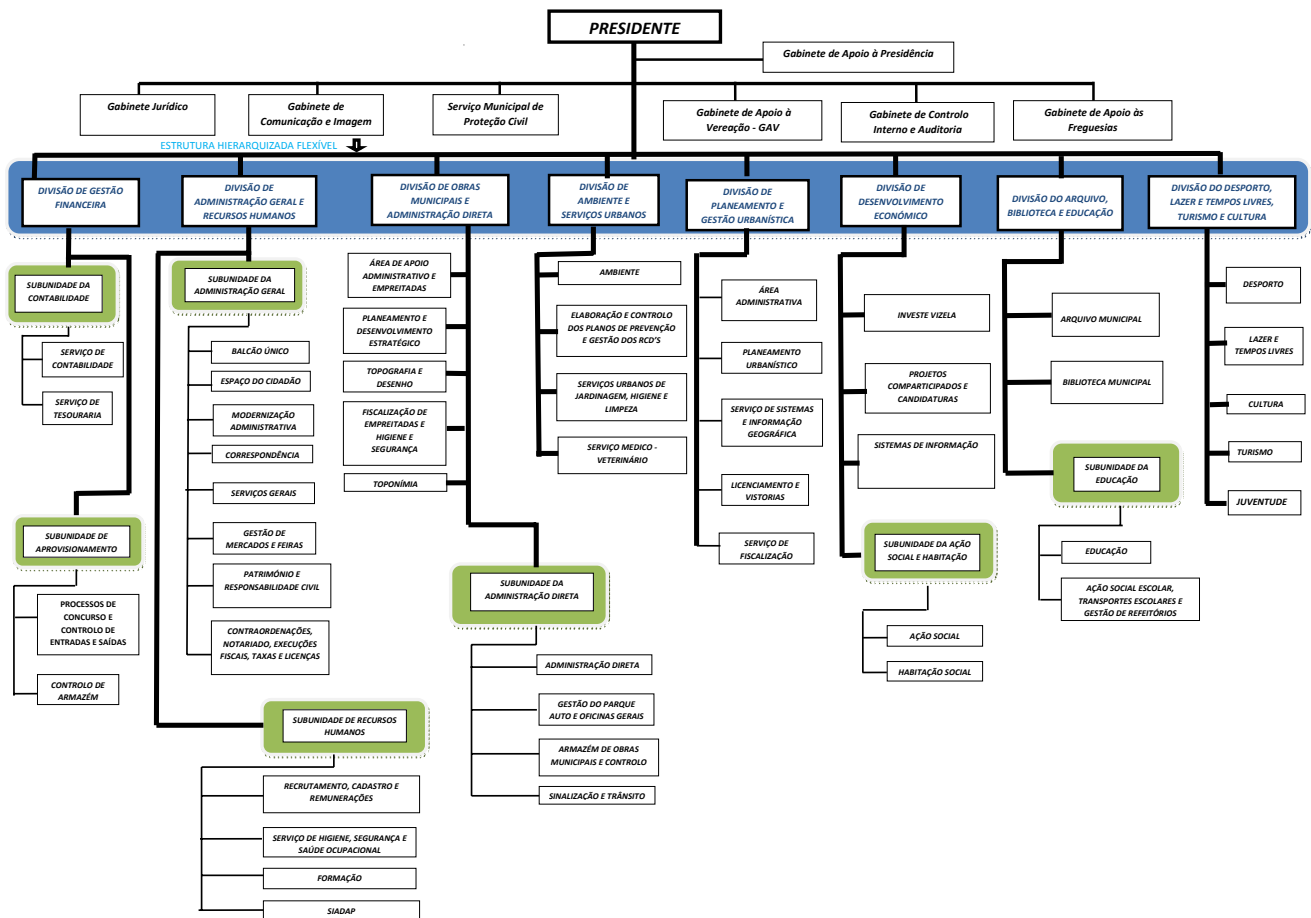 PRESIDENTE
Gabinete de Apoio à Presidência
Gabinete Jurídico
Gabinete de
Comunicação e Imagem
Serviço Municipal de
Proteção Civil
Gabinete de Apoio à
Vereação - GAV
Gabinete de Controlo
Interno e Auditoria
Gabinete de Apoio às
Freguesias
ESTRUTURA HIERARQUIZADA FLEXÍVEL
DIVISÃO DE GESTÃO
FINANCEIRA
DIVISÃO DE
ADMINISTRAÇÃO GERAL E
RECURSOS HUMANOS
DIVISÃO DE OBRAS
MUNICIPAIS E
ADMINISTRAÇÃO DIRETA
DIVISÃO DE
AMBIENTE E
SERVIÇOS URBANOS
DIVISÃO DE
PLANEAMENTO E
GESTÃO URBANÍSTICA
DIVISÃO DE
DESENVOLVIMENTO
ECONÓMICO
DIVISÃO DO ARQUIVO,
BIBLIOTECA E EDUCAÇÃO
DIVISÃO DO DESPORTO,
LAZER E TEMPOS LIVRES,
TURISMO E CULTURA
SUBUNIDADE DA
CONTABILIDADE
SERVIÇO DE
CONTABILIDADE
SERVIÇO DE
TESOURARIA
SUBUNIDADE DE
APROVISIONAMENTO
PROCESSOS DE
CONCURSO E
CONTROLO DE
ENTRADAS E SAÍDAS
CONTROLO DE
ARMAZÉM
SUBUNIDADE DA
ADMINISTRAÇÃO GERAL
BALCÃO ÚNICO
ESPAÇO DO CIDADÃO
MODERNIZAÇÃO
ADMINISTRATIVA
CORRESPONDÊNCIA
SERVIÇOS GERAIS
GESTÃO DE
MERCADOS E FEIRAS
PATRIMÓNIO E
RESPONSABILIDADE CIVIL
CONTRAORDENAÇÕES,
NOTARIADO, EXECUÇÕES
FISCAIS, TAXAS E LICENÇAS
SUBUNIDADE DE RECURSOS
HUMANOS
RECRUTAMENTO, CADASTRO E
REMUNERAÇÕES
SERVIÇO DE HIGIENE, SEGURANÇA E
SAÚDE OCUPACIONAL
FORMAÇÃO
SIADAP
ÁREA DE APOIO
ADMINISTRATIVO E
EMPREITADAS
PLANEAMENTO E
DESENVOLVIMENTO
ESTRATÉGICO
TOPOGRAFIA E
DESENHO
FISCALIZAÇÃO DE
EMPREITADAS E
HIGIENE E
SEGURANÇA
TOPONÍMIA
SUBUNIDADE DA
ADMINISTRAÇÃO DIRETA
ADMINISTRAÇÃO DIRETA
GESTÃO DO PARQUE
AUTO E OFICINAS GERAIS
ARMAZÉM DE OBRAS
MUNICIPAIS E CONTROLO
SINALIZAÇÃO E TRÂNSITO
AMBIENTE
ELABORAÇÃO E CONTROLO
DOS PLANOS DE PREVENÇÃO
E GESTÃO DOS RCD'S
SERVIÇOS URBANOS DE
JARDINAGEM, HIGIENE E
LIMPEZA
SERVIÇO MEDICO -
VETERINÁRIO
ÁREA
ADMINISTRATIVA
PLANEAMENTO
URBANÍSTICO
SERVIÇO DE SISTEMAS
E INFORMAÇÃO
GEOGRÁFICA
LICENCIAMENTO E
VISTORIAS
SERVIÇO DE
FISCALIZAÇÃO
INVESTE VIZELA
PROJETOS
COMPARTICIPADOS E
CANDIDATURAS
SISTEMAS DE INFORMAÇÃO
SUBUNIDADE DA AÇÃO
SOCIAL E HABITAÇÃO
AÇÃO SOCIAL
HABITAÇÃO SOCIAL
ARQUIVO MUNICIPAL
BIBLIOTECA MUNICIPAL
SUBUNIDADE DA
EDUCAÇÃO
EDUCAÇÃO
AÇÃO SOCIAL ESCOLAR,
TRANSPORTES ESCOLARES E
GESTÃO DE REFEITÓRIOS
DESPORTO
LAZER E
TEMPOS LIVRES
CULTURA
TURISMO
JUVENTUDE